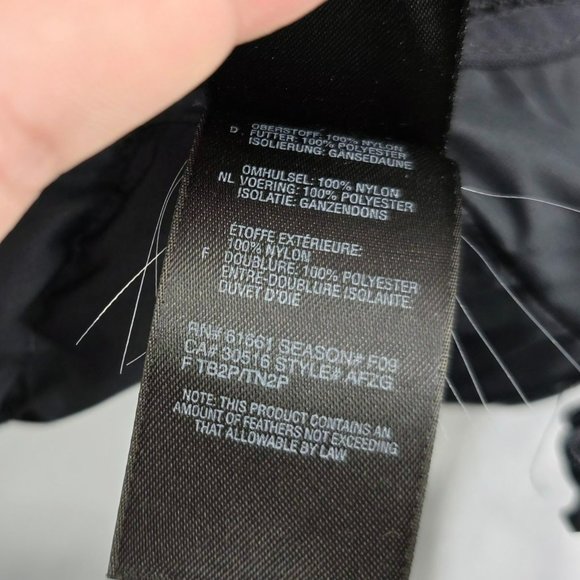 D OBERSTOFF: 100% NYLON
FUTTER: 100% POLYESTER
ISOLIERUNG: GANSEDAUNE
OMHULSEL: 100% NYLON
NL VOERING: 100% POLYESTER
ISOLATIE: GANZENDONS
ÉTOFFE EXTÉRIEURE:
100% NYLON
F DOUBLURE: 100% POLYESTER
ENTRE-DOUBLURE ISOLANTE:
DUVET D'OIE
RN# 61661 SEASON# F09
CA# 30516 STYLE# AFZG
F TB2P/TN2P
NOTE: THIS PRODUCT CONTAINS AN
AMOUNT OF FEATHERS NOT EXCEEDING
THAT ALLOWABLE BY LAW